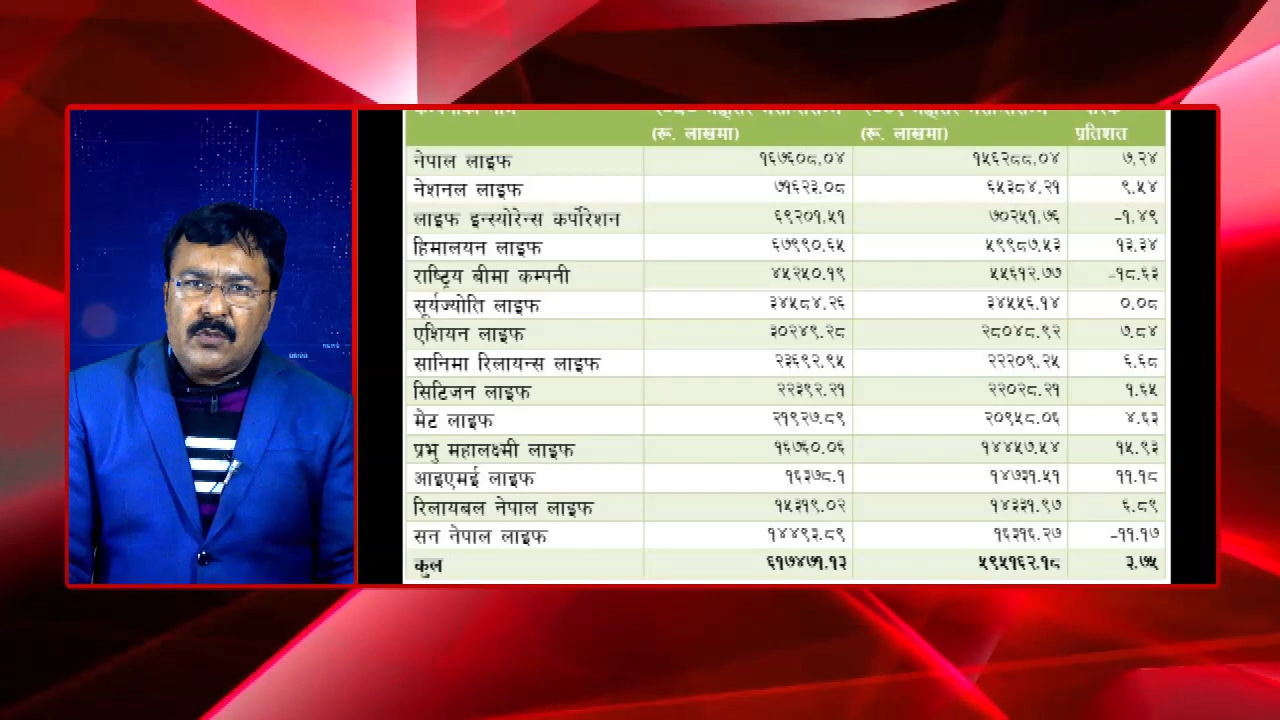 (रू. लाखमा) (रू. लाखमा) प्रतिशत
नेपाल लाइफ १६७६०८.०४ १५६२८८.०४ ७.२४
नेशनल लाइफ ७१६२३.०८ ६५३८४.२१ ९.५४
लाइफ इन्स्योरेन्स कर्पोरेशन ६९२०१.५१ ७०२५१.७६ -१.४९
हिमालयन लाइफ ६७९९०.६५ ५९९८७.५३ १३.३४
राष्ट्रिय बीमा कम्पनी ४५२५०.१९ ५५६१२.७७ -१८.६३
सूर्यज्योति लाइफ ३४५८४.२६ ३४५५६.१४ ०.०८
एशियन लाइफ ३०२४९.२८ २८०४८.९२ ७.८४
सानिमा रिलायन्स लाइफ २३६९२.९५ २२२०९.२५ ६.६८
सिटिजन लाइफ २२३९२.२१ २२०२८.२१ १.६५
मेट लाइफ २१९२७.८९ २०९५८.०६ ४.६३
प्रभु महालक्ष्मी लाइफ १६७६०.०६ १४४५७.५४ १५.९३
आइएमई लाइफ १६३७८.१ १४७३१.५१ ११.१८
रिलायबल नेपाल लाइफ १५३१९.०२ १४३३१.९७ ६.८९
सन नेपाल लाइफ १४४९३.८९ १६३१६.२७ -११.१७
कुल ६१७४७१.१३ ५९५१६२.१८ ३.७५